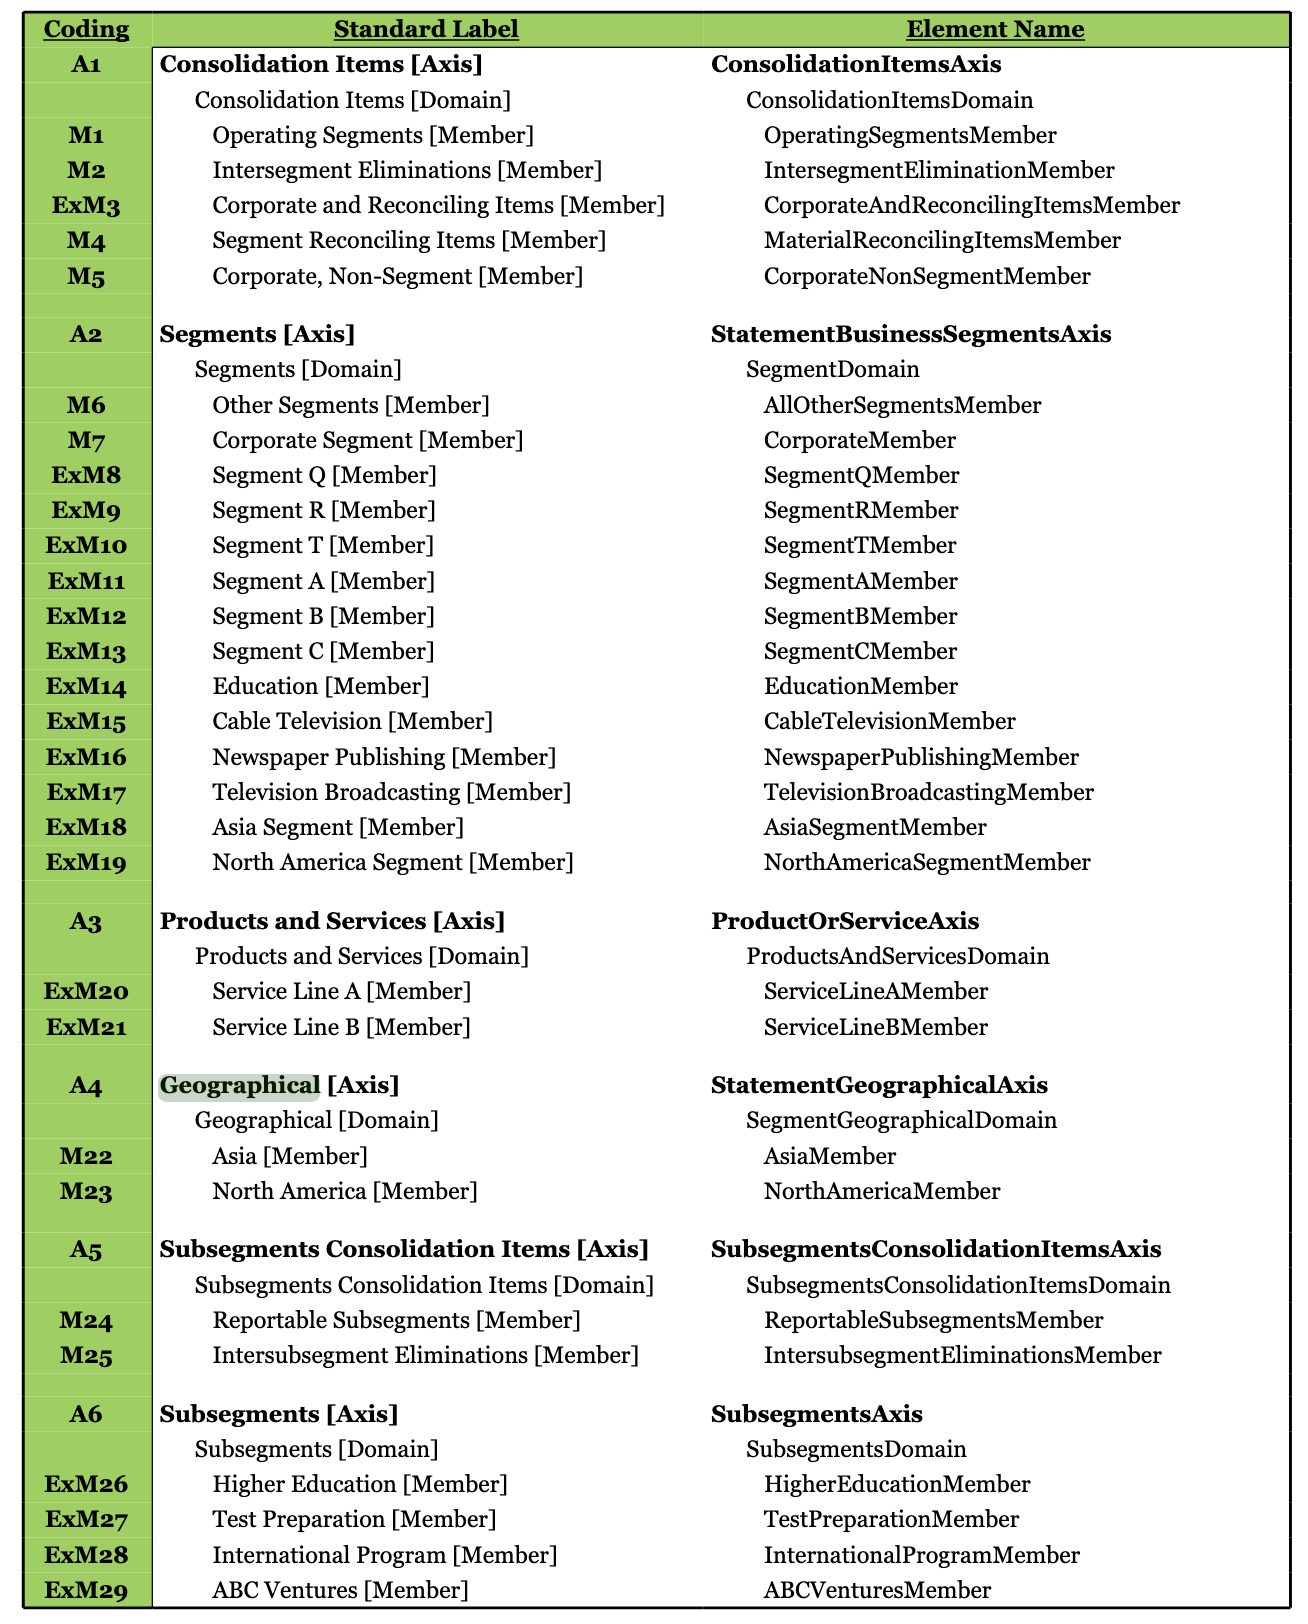 Coding Standard Label Element Name
A1 Consolidation Items [Axis] ConsolidationItemsAxis
Consolidation Items [Domain] ConsolidationItemsDomain
M1 Operating Segments [Member] OperatingSegmentsMember
M2 Intersegment Eliminations [Member] IntersegmentEliminationMember
ExM3 Corporate and Reconciling Items [Member] CorporateAndReconcilingItemsMember
M4 Segment Reconciling Items [Member] MaterialReconcilingItemsMember
M5 Corporate, Non-Segment [Member] CorporateNonSegmentMember
A2 Segments [Axis] StatementBusinessSegmentsAxis
Segments [Domain] SegmentDomain
M6 Other Segments [Member] AllOtherSegmentsMember
M7 Corporate Segment [Member] CorporateMember
ExM8 Segment Q [Member] SegmentQMember
ExM9 Segment R [Member] SegmentRMember
ExM10 Segment T [Member] SegmentTMember
ExM11 Segment A [Member] SegmentAMember
ExM12 Segment B [Member] SegmentBMember
ExM13 Segment C [Member] SegmentCMember
ExM14 Education [Member] EducationMember
ExM15 Cable Television [Member] CableTelevisionMember
ExM16 Newspaper Publishing [Member] NewspaperPublishingMember
ExM17 Television Broadcasting [Member] TelevisionBroadcastingMember
ExM18 Asia Segment [Member] AsiaSegmentMember
ExM19 North America Segment [Member] NorthAmericaSegmentMember
A3 Products and Services [Axis] ProductOrServiceAxis
Products and Services [Domain] ProductsAndServicesDomain
ExM20 Service Line A [Member] ServiceLineAMember
ExM21 Service Line B [Member] ServiceLineBMember
A4 Geographical [Axis] StatementGeographicalAxis
Geographical [Domain] SegmentGeographicalDomain
M22 Asia [Member] AsiaMember
M23 North America [Member] NorthAmericaMember
A5 Subsegments Consolidation Items [Axis] SubsegmentsConsolidationItemsAxis
Subsegments Consolidation Items [Domain] SubsegmentsConsolidationItemsDomain
M24 Reportable Subsegments [Member] ReportableSubsegmentsMember
M25 Intersubsegment Eliminations [Member] IntersubsegmentEliminationsMember
A6 Subsegments [Axis] SubsegmentsAxis
Subsegments [Domain] SubsegmentsDomain
ExM26 Higher Education [Member] HigherEducationMember
ExM27 Test Preparation [Member] TestPreparationMember
ExM28 International Program [Member] InternationalProgramMember
ExM29 ABC Ventures [Member] ABCVenturesMember